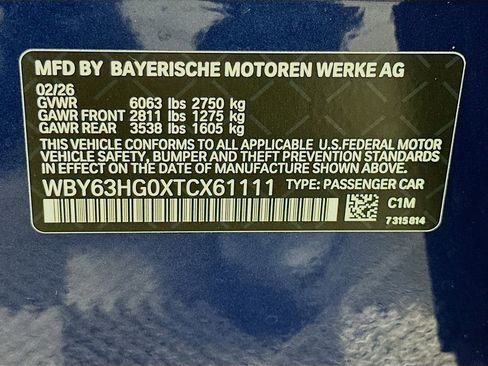 MFD BY BAYERISCHE MOTOREN WERKE AG
02/26
GVWR 6063 lbs 2750 kg
GAWR FRONT 2811 lbs 1275 kg
GAWR REAR 3538 lbs 1605 kg
THIS VEHICLE CONFORMS TO ALL APPLICABLE U.S.FEDERAL MOTOR
VEHICLE SAFETY, BUMPER AND THEFT PREVENTION STANDARDS
IN EFFECT ON THE DATE OF MANUFACTURE SHOWN ABOVE.
WBY63HG0XTCX61111 TYPE: PASSENGER CAR
C1M
7315814